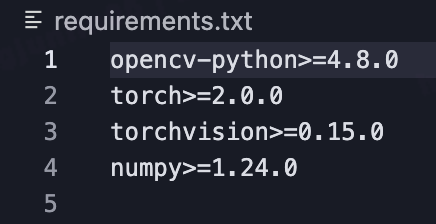 requirements.txt
1 opencv-python>=4.8.0
2 torch>=2.0.0
3 torchvision>=0.15.0
4 numpy>=1.24.0
5